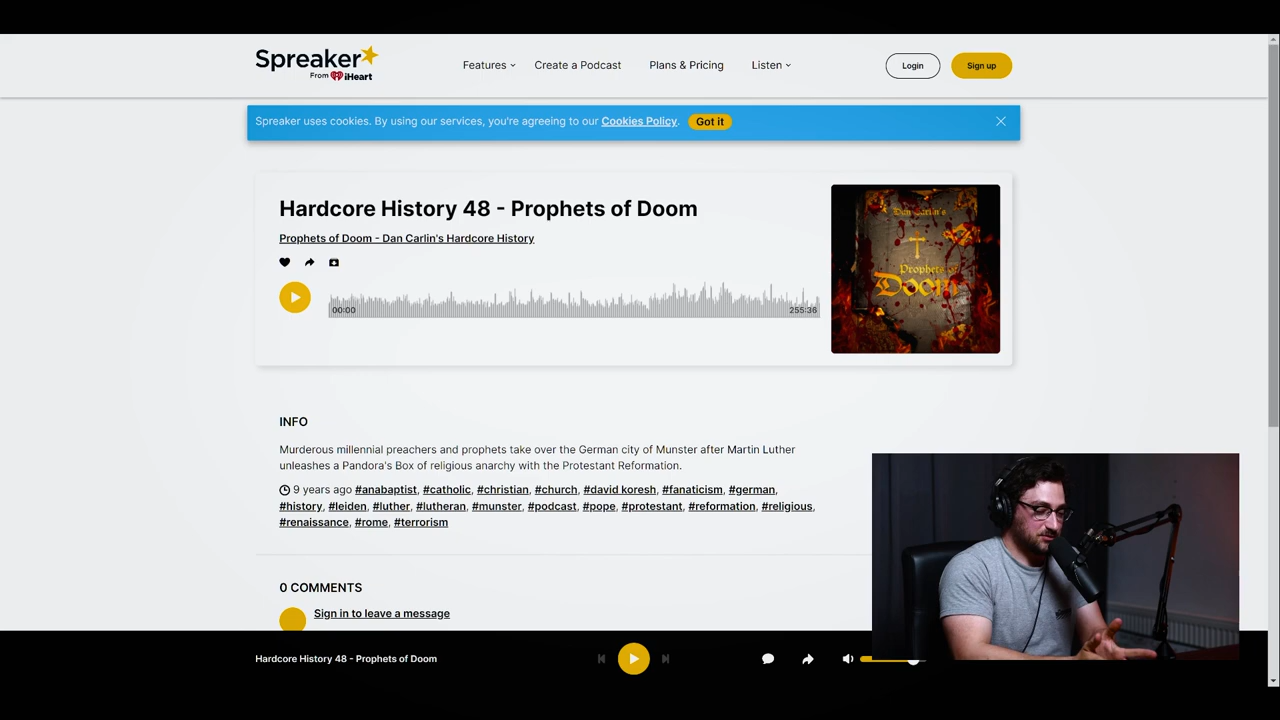 Spreaker
From iHeart
Features
Create a Podcast
Plans & Pricing
Listen
Login
Sign up
Spreaker uses cookies. By using our services, you're agreeing to our Cookies Policy. Got it
Hardcore History 48 - Prophets of Doom
Prophets of Doom - Dan Carlin's Hardcore History
00:00
255:36
Dan Carlin's
Prophets of
Doom
INFO
Murderous millennial preachers and prophets take over the German city of Munster after Martin Luther
unleashes a Pandora's Box of religious anarchy with the Protestant Reformation.
9 years ago #anabaptist, #catholic, #christian, #church, #david koresh, #fanaticism, #german,
#history, #leiden, #luther, #lutheran, #munster, #podcast, #pope, #protestant, #reformation, #religious,
#renaissance, #rome, #terrorism
0 COMMENTS
Sign in to leave a message
Hardcore History 48 - Prophets of Doom